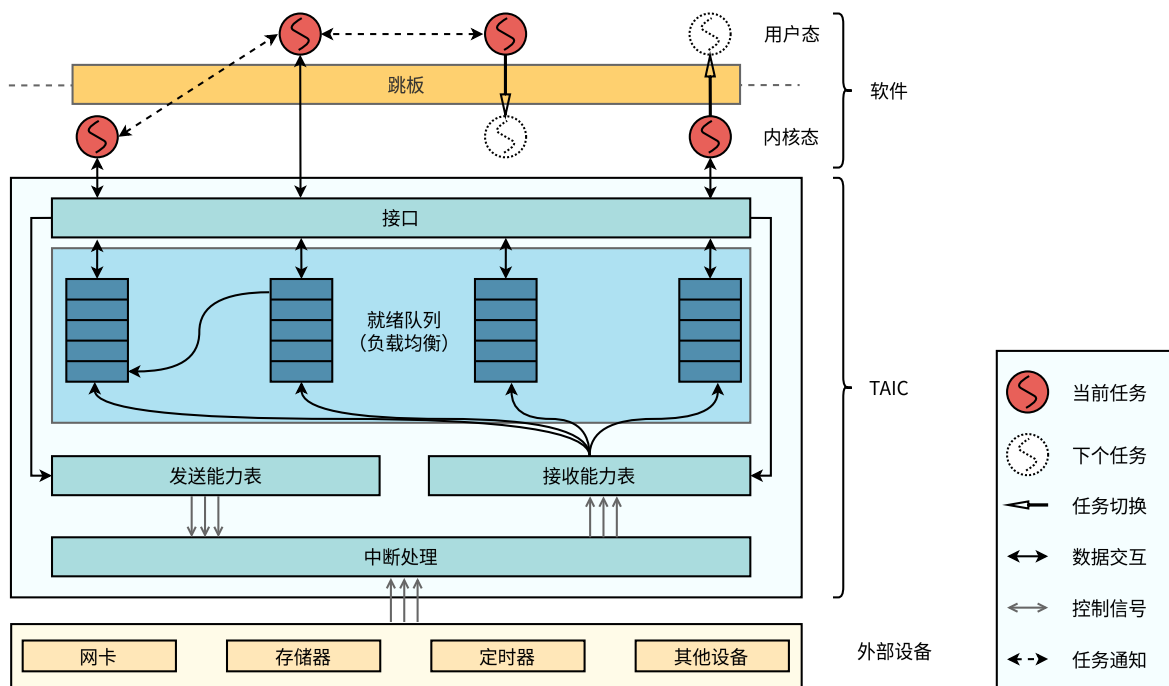 用户态
跳板
软件
内核态
接口
就绪队列
（负载均衡）
TAIC
发送能力表
接收能力表
中断处理
网卡
存储器
定时器
其他设备
外部设备
当前任务
下个任务
任务切换
数据交互
控制信号
任务通知